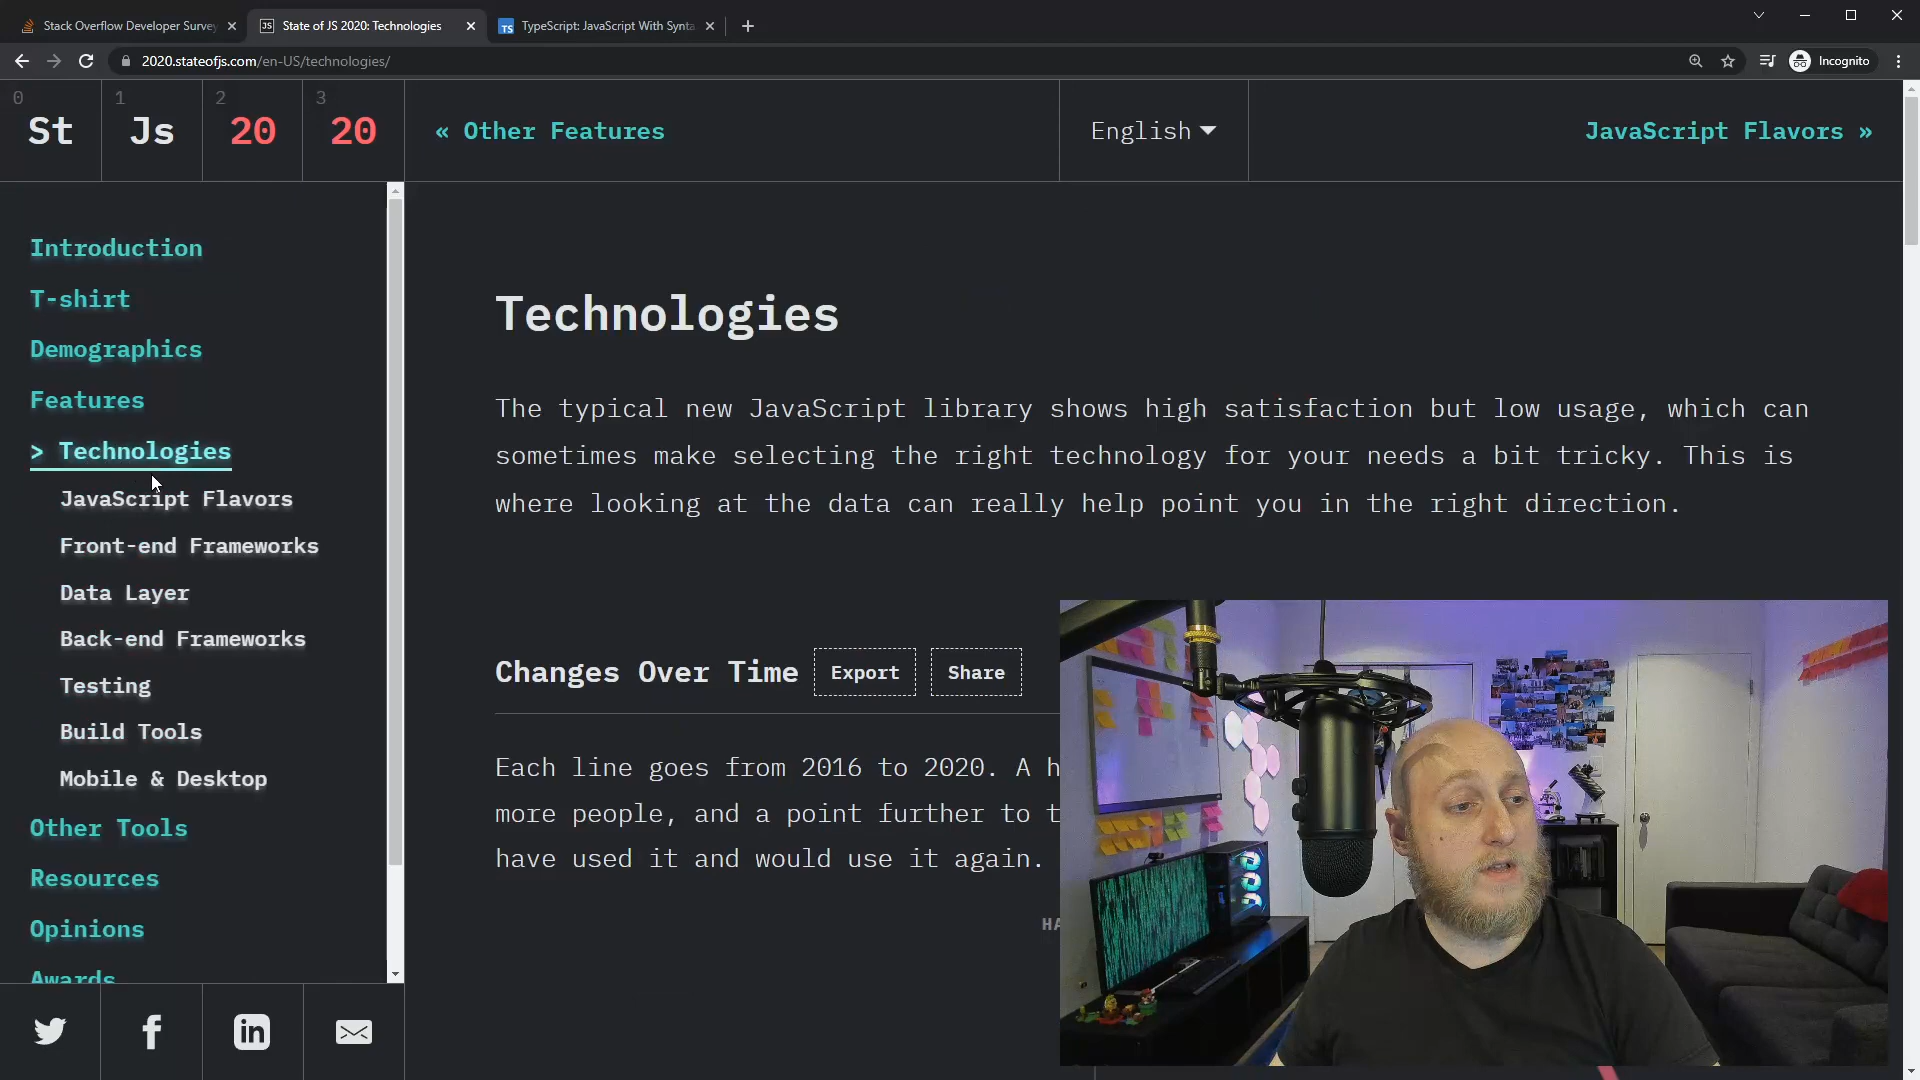 Stack Overflow Developer Survey
State of JS 2020: Technologies
TS
TypeScript: JavaScript With Synta
2020.stateofjs.com/en-US/technologies/
Incognito
0
St
1
Js
2
20
3
20
« Other Features
English
JavaScript Flavors »
Introduction
T-shirt
Demographics
Features
> Technologies
JavaScript Flavors
Front-end Frameworks
Data Layer
Back-end Frameworks
Testing
Build Tools
Mobile & Desktop
Other Tools
Resources
Opinions
Awards
Technologies
The typical new JavaScript library shows high satisfaction but low usage, which can
sometimes make selecting the right technology for your needs a bit tricky. This is
where looking at the data can really help point you in the right direction.
Changes Over Time
Export
Share
Each line goes from 2016 to 2020. A h
more people, and a point further to t
have used it and would use it again.
HA